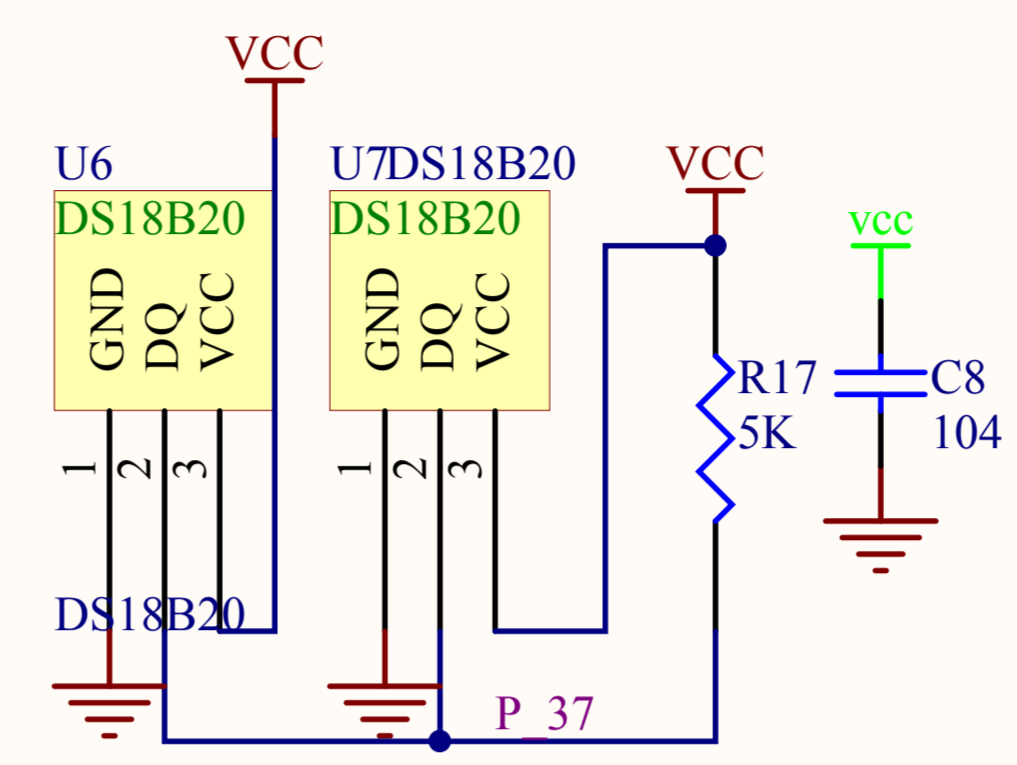 VCC
U6
DS18B20
GND
DQ
VCC
1
2
3
DS18B20
U7DS18B20
DS18B20
GND
DQ
VCC
1
2
3
VCC
R17
5K
P_37
vcc
C8
104